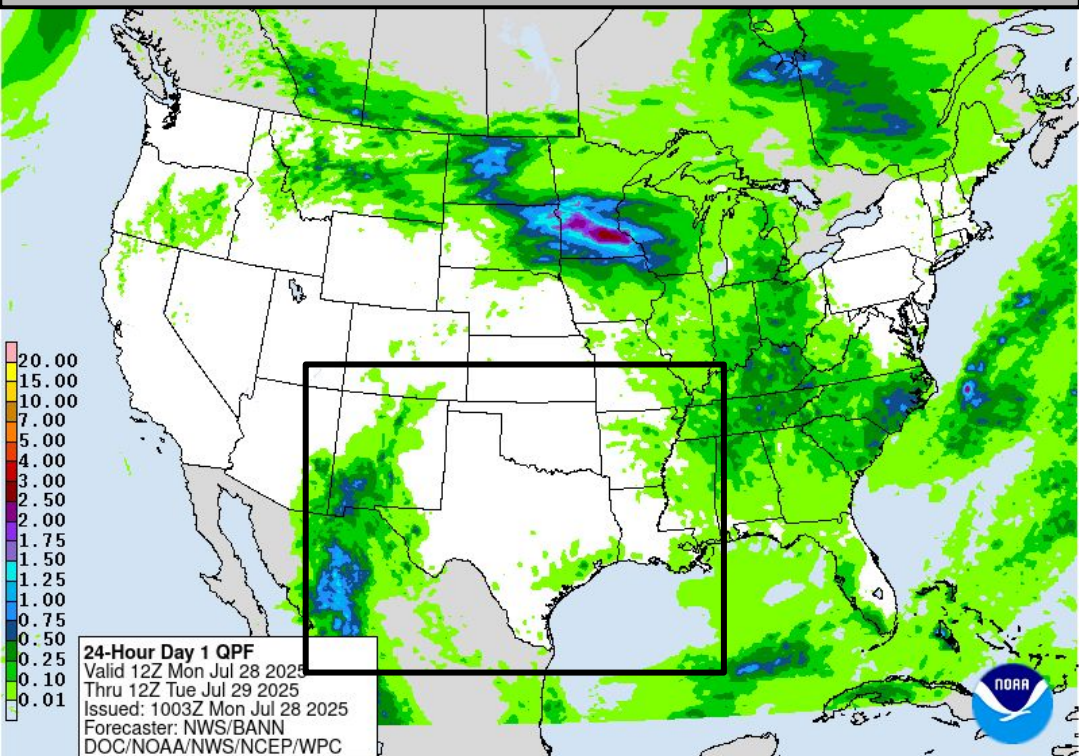 20.00
15.00
10.00
7.00
5.00
4.00
3.00
2.50
2.00
1.75
1.50
1.25
1.00
0.75
0.50
0.25
0.10
0.01
24-Hour Day 1 QPF
Valid 12Z Mon Jul 28 2025
Thru 12Z Tue Jul 29 2025
Issued: 1003Z Mon Jul 28 2025
Forecaster: NWS/BANN
DOC/NOAA/NWS/NCEP/WPC
NOAA